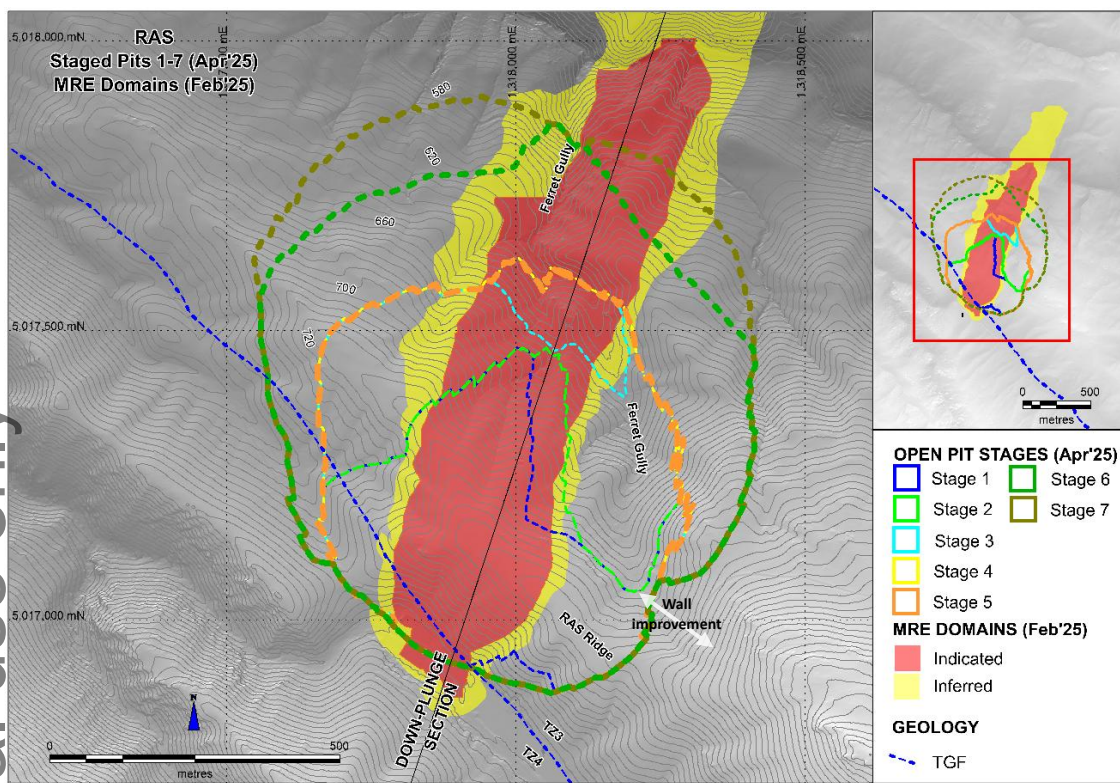 RAS
Staged Pits 1-7 (Apr'25)
MRE Domains (Feb'25)
5,018,000 mN
1,318,000 mE
1,318,500 mE
580
620
660
700
720
Ferret Gully
5,017,500 mN
Ferret Gully
5,017,000 mN
Wall
improvement
RAS Ridge
DOWN-PLUNGE
SECTION
TZ3
TZ4
N
0 500
metres
0 500
metres
OPEN PIT STAGES (Apr'25)
Stage 1
Stage 2
Stage 3
Stage 4
Stage 5
Stage 6
Stage 7
MRE DOMAINS (Feb'25)
Indicated
Inferred
GEOLOGY
TGF